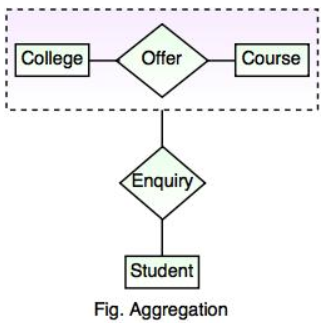 College Offer Course
Enquiry
Student
Fig. Aggregation